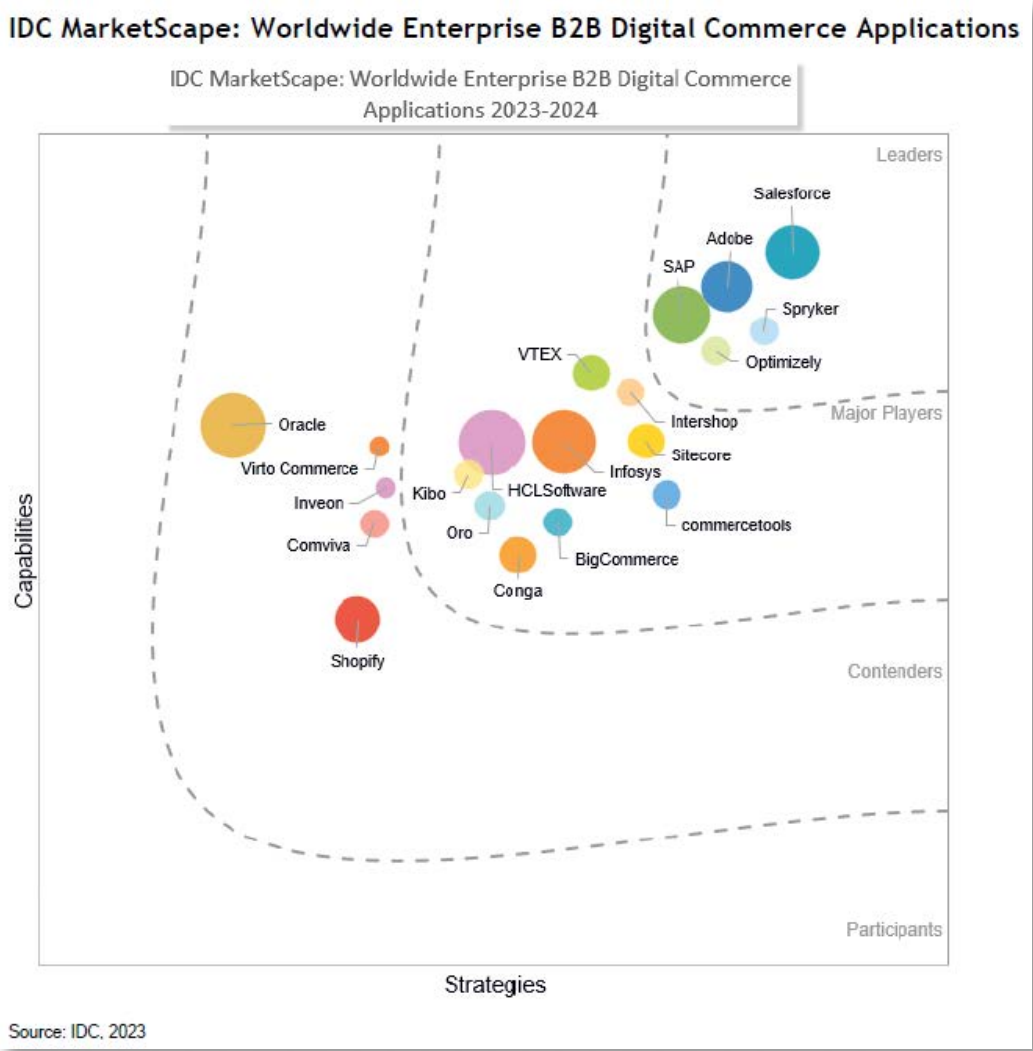 IDC MarketScape: Worldwide Enterprise B2B Digital Commerce Applications
IDC MarketScape: Worldwide Enterprise B2B Digital Commerce
Applications 2023-2024
Leaders
Salesforce
Adobe
SAP
Spryker
VTEX
Optimizely
Major Players
Intershop
Oracle
Sitecore
Virto Commerce
Infosys
Kibo
HCLSoftware
Inveon
commercetools
Oro
Comviva
BigCommerce
Conga
Capabilities
Shopify
Contenders
Participants
Strategies
Source: IDC, 2023